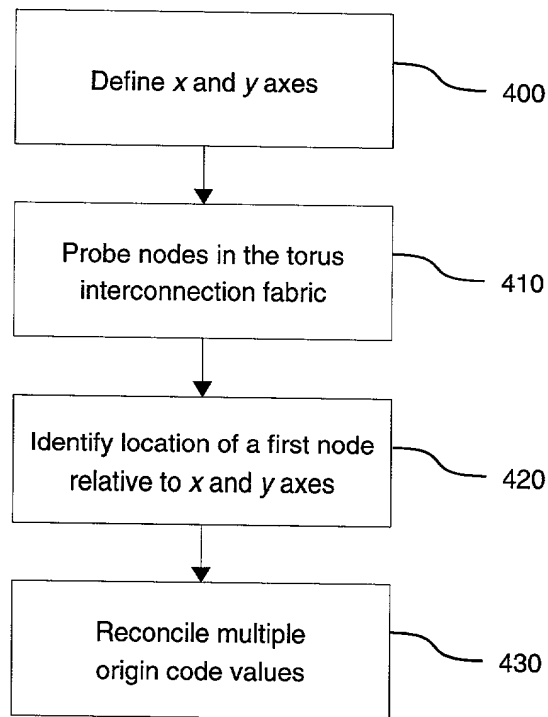 Define x and y axes
400
Probe nodes in the torus
interconnection fabric
410
Identify location of a first node
relative to x and y axes
420
Reconcile multiple
origin code values
430